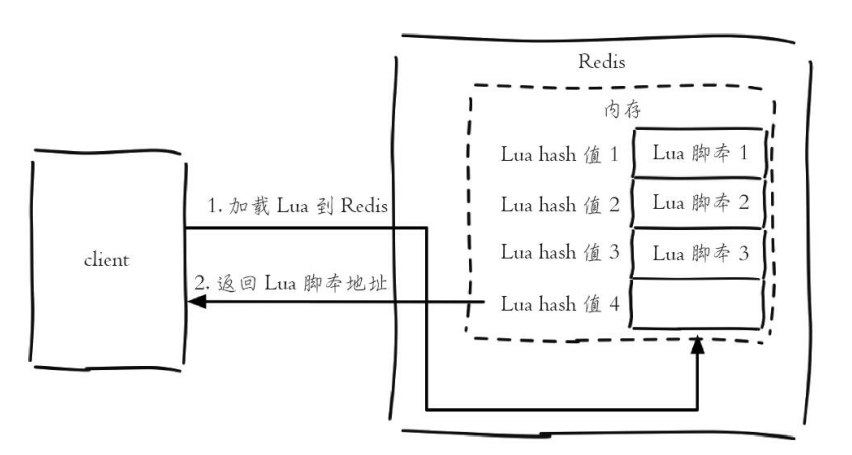 Redis
内存
Lua hash 值 1 Lua 脚本 1
Lua hash 值 2 Lua 脚本 2
Lua hash 值 3 Lua 脚本 3
Lua hash 值 4
1. 加载 Lua 到 Redis
client
2. 返回 Lua 脚本地址